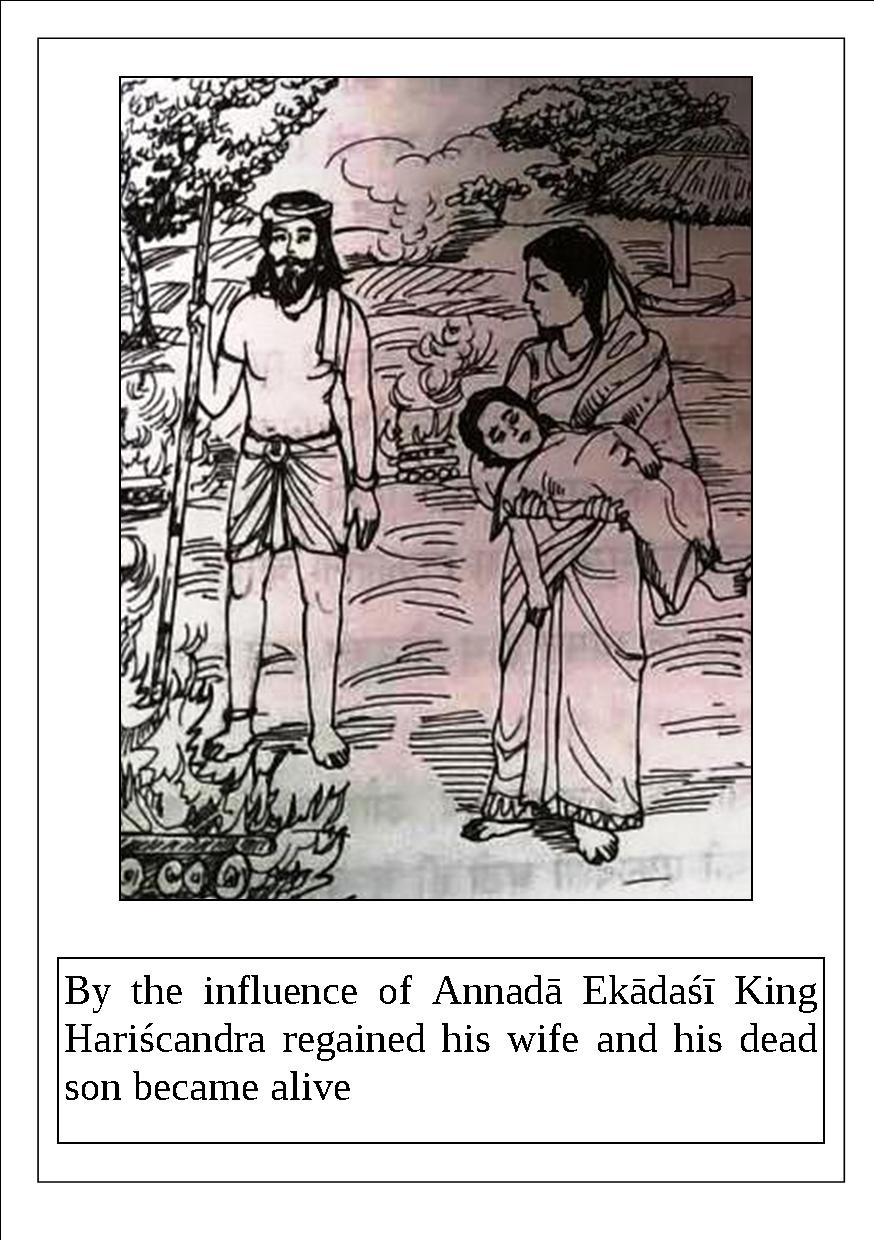 By the influence of Annadā Ekādaśī King
Hariścandra regained his wife and his dead
son became alive